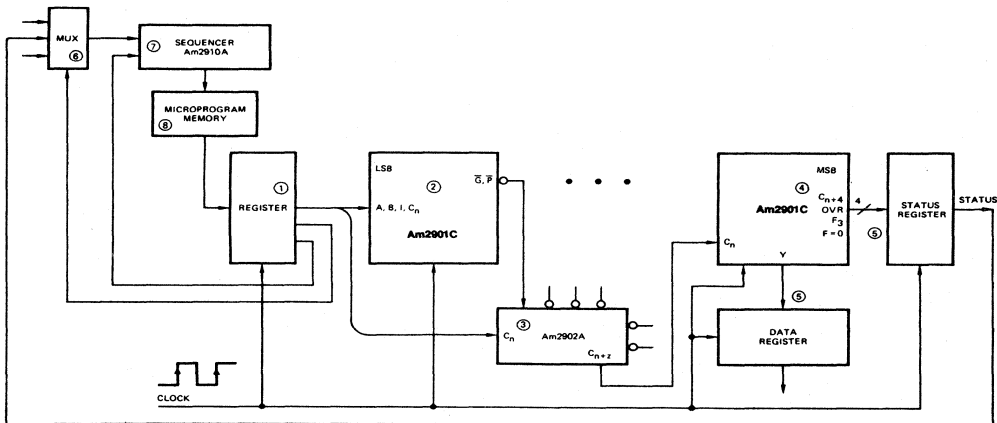 MUX
⑥
⑦
SEQUENCER
Am2910A
MICROPROGRAM
MEMORY
⑧
①
REGISTER
LSB
②
G̅, P̅
A, B, I, Cn
Am2901C
MSB
④
Am2901C
Cn+4
OVR
F3
F = 0
Cn
Y
4
⑤
STATUS
REGISTER
STATUS
⑤
DATA
REGISTER
③
Cn
Am2902A
Cn+z
CLOCK